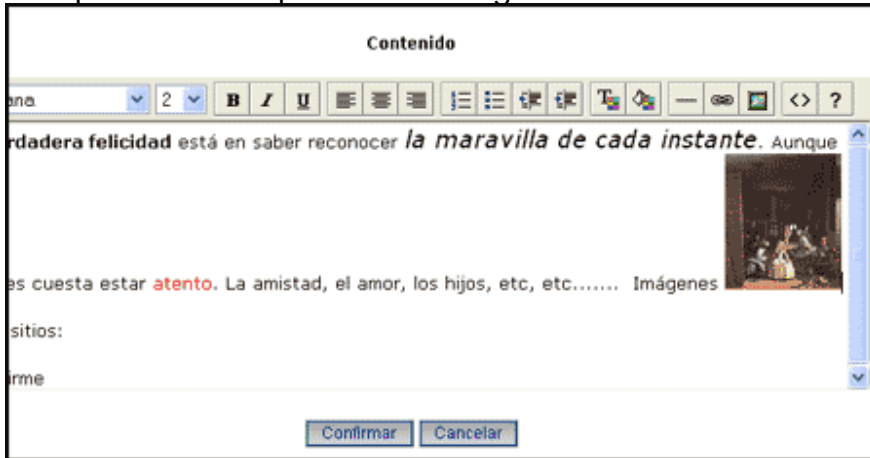 Contenido
ana 2 B I U <> ?
rdadera felicidad está en saber reconocer la maravilla de cada instante. Aunque
es cuesta estar atento. La amistad, el amor, los hijos, etc, etc....... Imágenes
sitios:
irme
Confirmar Cancelar